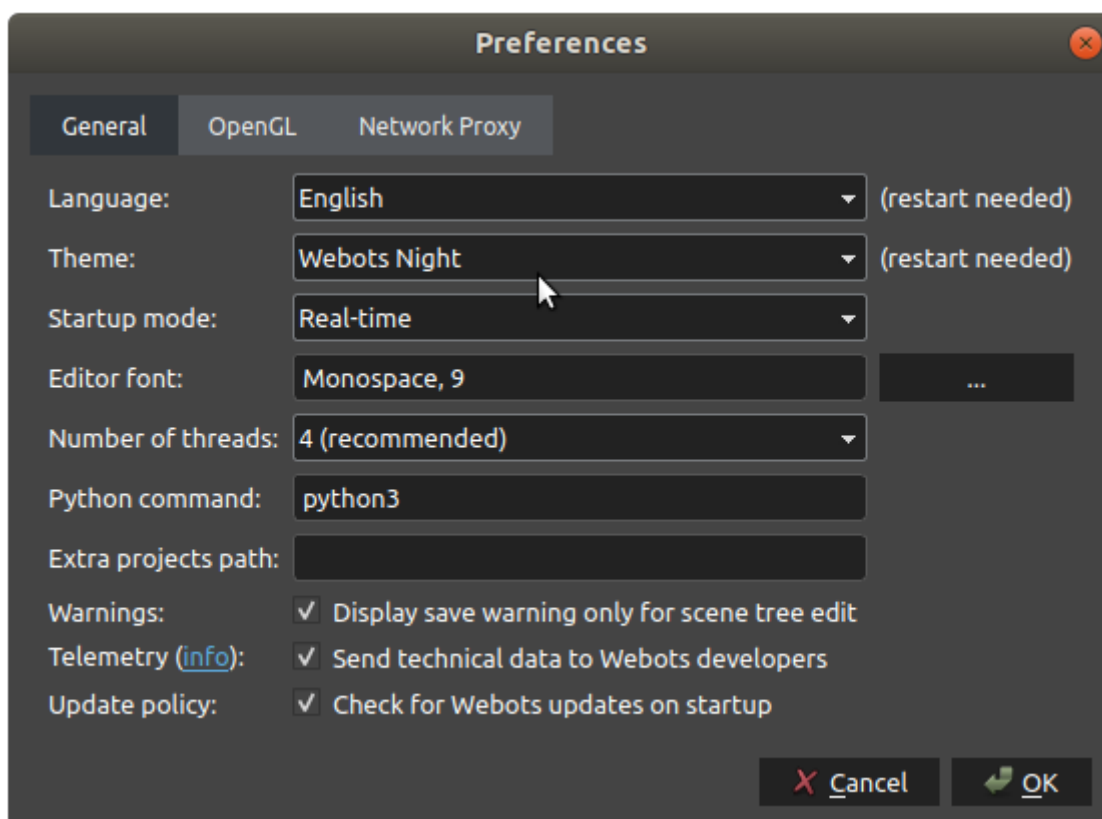 Preferences
General OpenGL Network Proxy
Language: English (restart needed)
Theme: Webots Night (restart needed)
Startup mode: Real-time
Editor font: Monospace, 9 ...
Number of threads: 4 (recommended)
Python command: python3
Extra projects path:
Warnings: Display save warning only for scene tree edit
Telemetry (info): Send technical data to Webots developers
Update policy: Check for Webots updates on startup
Cancel OK